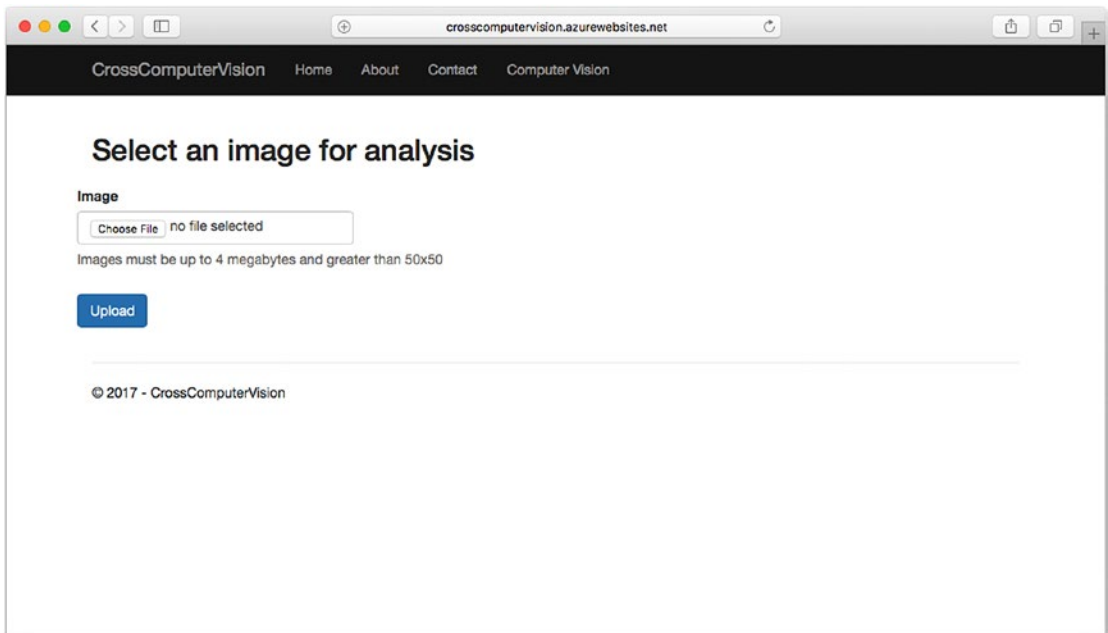 crosscomputervision.azurewebsites.net
CrossComputerVision Home About Contact Computer Vision
Select an image for analysis
Image
Choose File no file selected
Images must be up to 4 megabytes and greater than 50x50
Upload
© 2017 - CrossComputerVision